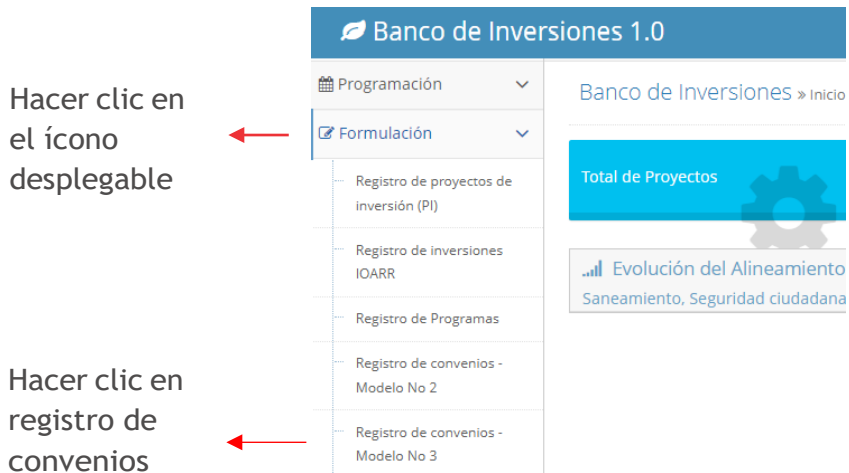 Banco de Inversiones 1.0
Hacer clic en
el ícono
desplegable
Hacer clic en
registro de
convenios
Programación
Formulación
Registro de proyectos de
inversión (PI)
Registro de inversiones
IOARR
Registro de Programas
Registro de convenios -
Modelo No 2
Registro de convenios -
Modelo No 3
Banco de Inversiones » Inicio
Total de Proyectos
Evolución del Alineamiento
Saneamiento, Seguridad ciudadana